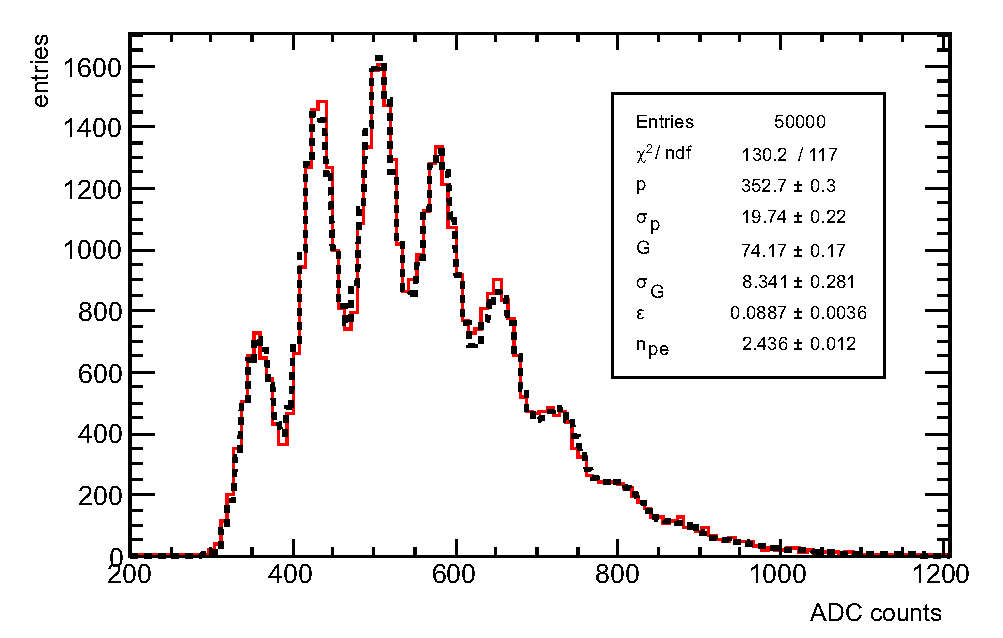 entries
1600
1400
1200
1000
800
600
400
200
0
200 400 600 800 1000 1200
ADC counts
Entries 50000
χ²/ ndf 130.2 / 117
p 352.7 ± 0.3
σp 19.74 ± 0.22
G 74.17 ± 0.17
σG 8.341 ± 0.281
ε 0.0887 ± 0.0036
npe 2.436 ± 0.012